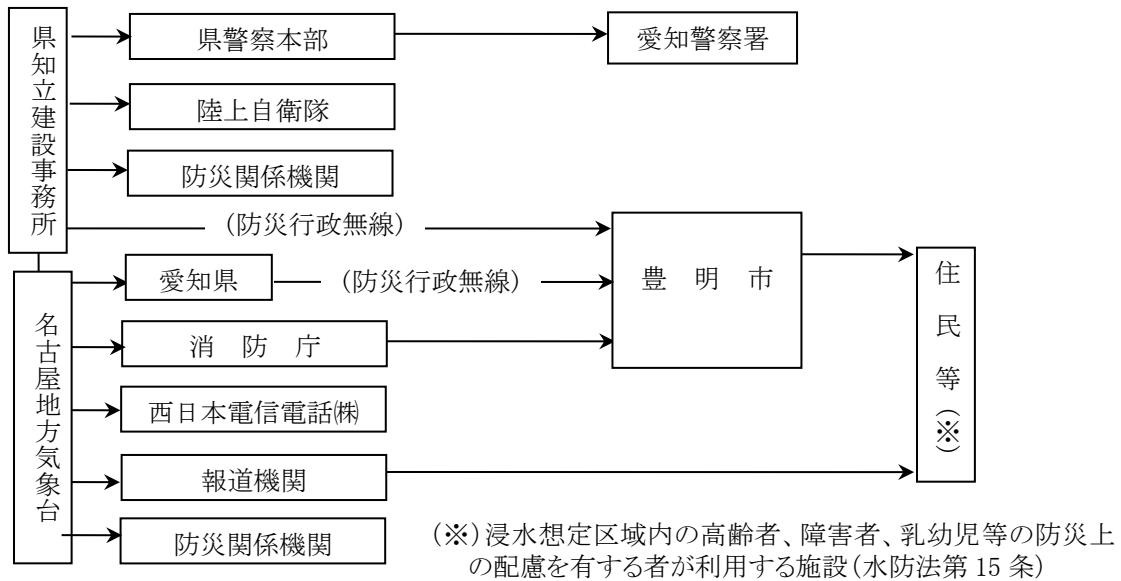 県知立建設事務所
県警察本部
愛知警察署
陸上自衛隊
防災関係機関
(防災行政無線)
愛知県
(防災行政無線)
豊 明 市
住民等(※)
名古屋地方気象台
消 防 庁
西日本電信電話㈱
報道機関
防災関係機関
(※)浸水想定区域内の高齢者、障害者、乳幼児等の防災上
の配慮を有する者が利用する施設(水防法第 15 条)